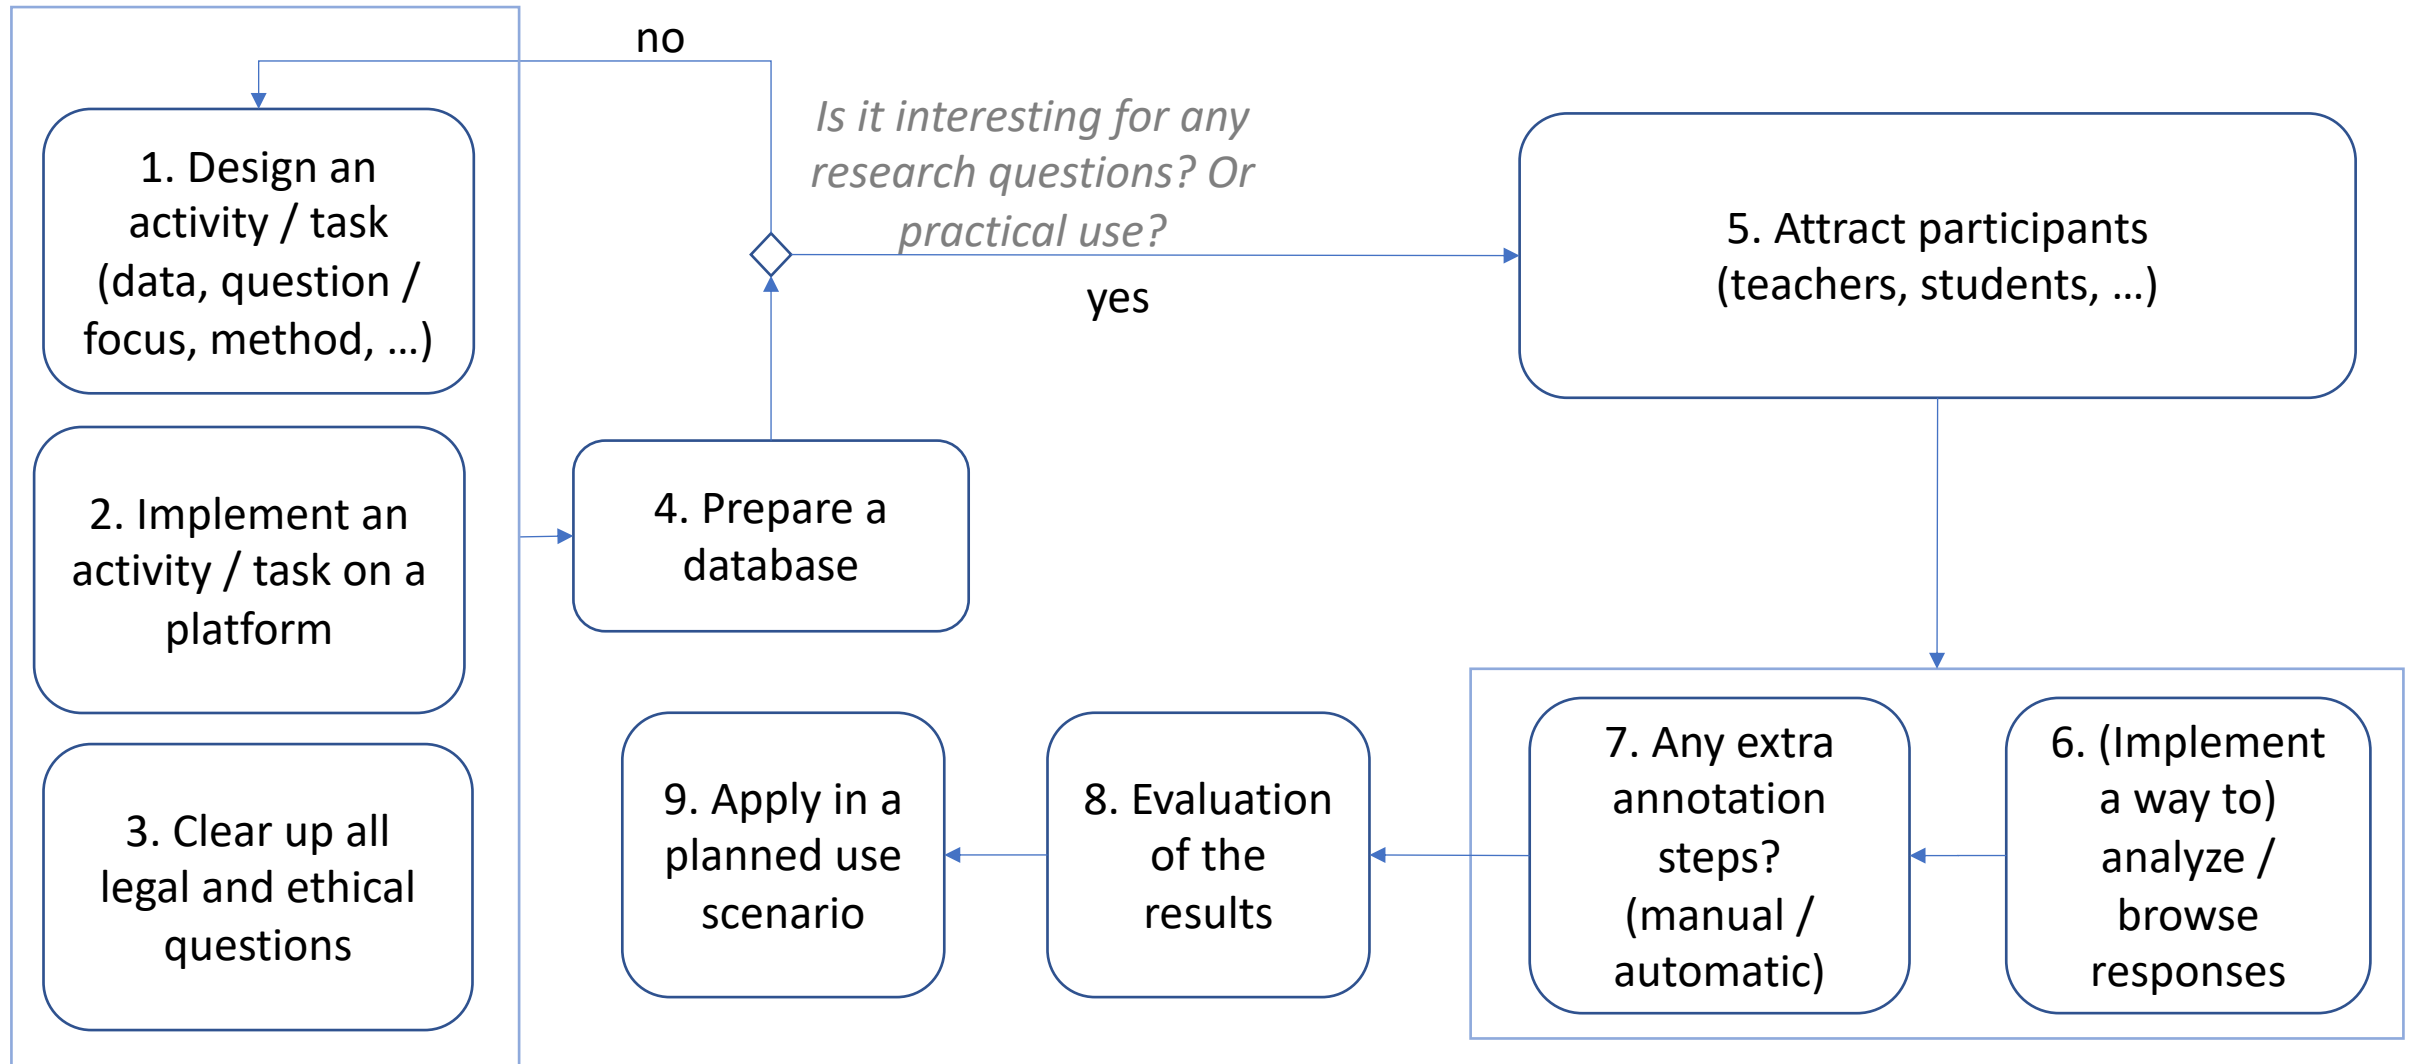 no
Is it interesting for any
research questions? Or
practical use?
yes
1. Design an
activity / task
(data, question /
focus, method, …)
2. Implement an
activity / task on a
platform
3. Clear up all
legal and ethical
questions
4. Prepare a
database
5. Attract participants
(teachers, students, …)
6. (Implement
a way to)
analyze /
browse
responses
7. Any extra
annotation
steps?
(manual /
automatic)
8. Evaluation
of the
results
9. Apply in a
planned use
scenario